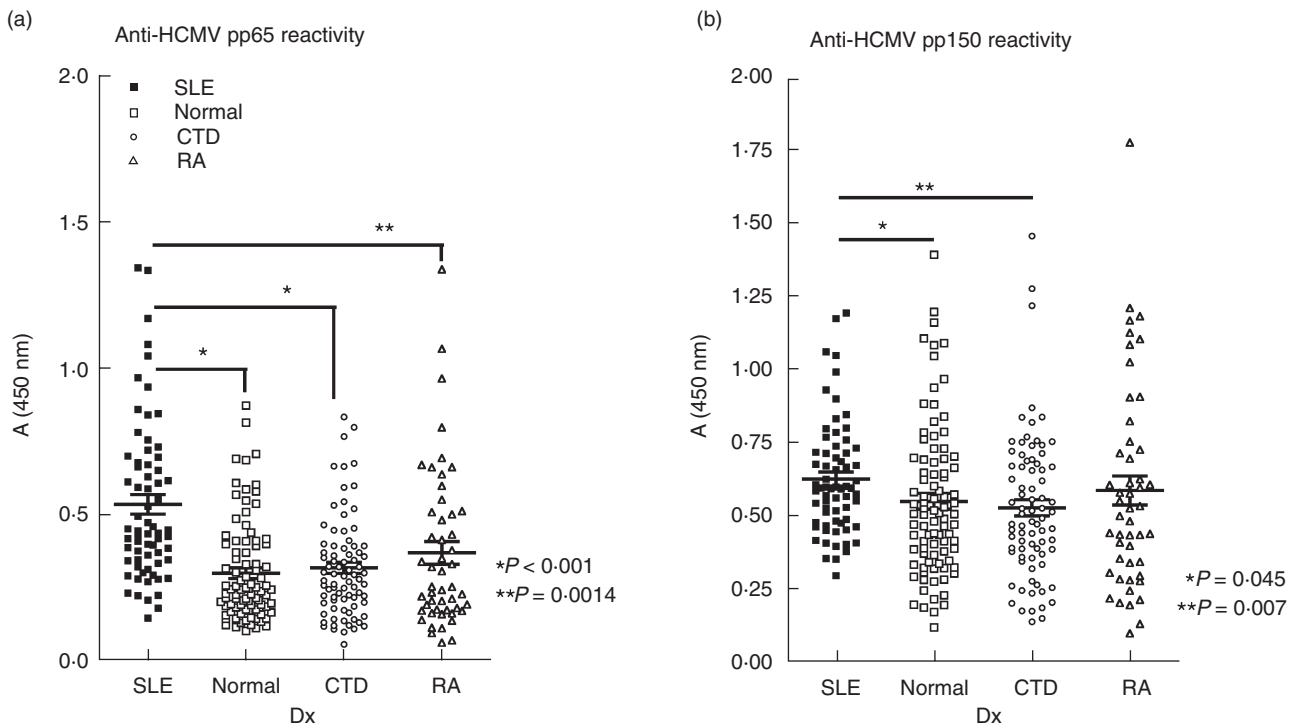 (a)
Anti-HCMV pp65 reactivity
2·0
1·5
1·0
0·5
0·0
A (450 nm)
SLE
Normal
CTD
RA
**
*
*
*P < 0·001
**P = 0·0014
SLE Normal CTD RA
Dx
(b)
Anti-HCMV pp150 reactivity
2·00
1·75
1·50
1·25
1·00
0·75
0·50
0·25
0·00
A (450 nm)
**
*
*P = 0·045
**P = 0·007
SLE Normal CTD RA
Dx